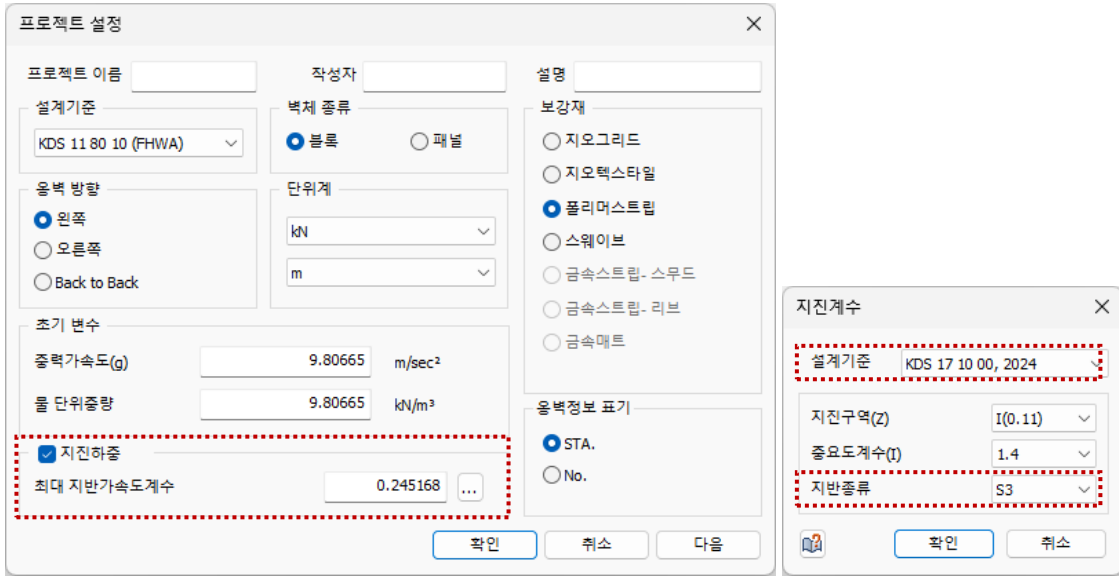 프로젝트 설정
프로젝트 이름
작성자
설명
설계기준
KDS 11 80 10 (FHWA)
벽체 종류
블록
패널
보강재
지오그리드
지오텍스타일
폴리머스트립
스웨이브
금속스트립- 스무드
금속스트립- 리브
금속매트
옹벽 방향
왼쪽
오른쪽
Back to Back
단위계
kN
m
초기 변수
중력가속도(g) 9.80665 m/sec²
물 단위중량 9.80665 kN/m³
지진하중
최대 지반가속도계수 0.245168 ...
옹벽정보 표기
STA.
No.
확인 취소 다음
지진계수
설계기준 KDS 17 10 00, 2024
지진구역(Z) I(0.11)
중요도계수(I) 1.4
지반종류 S3
확인 취소